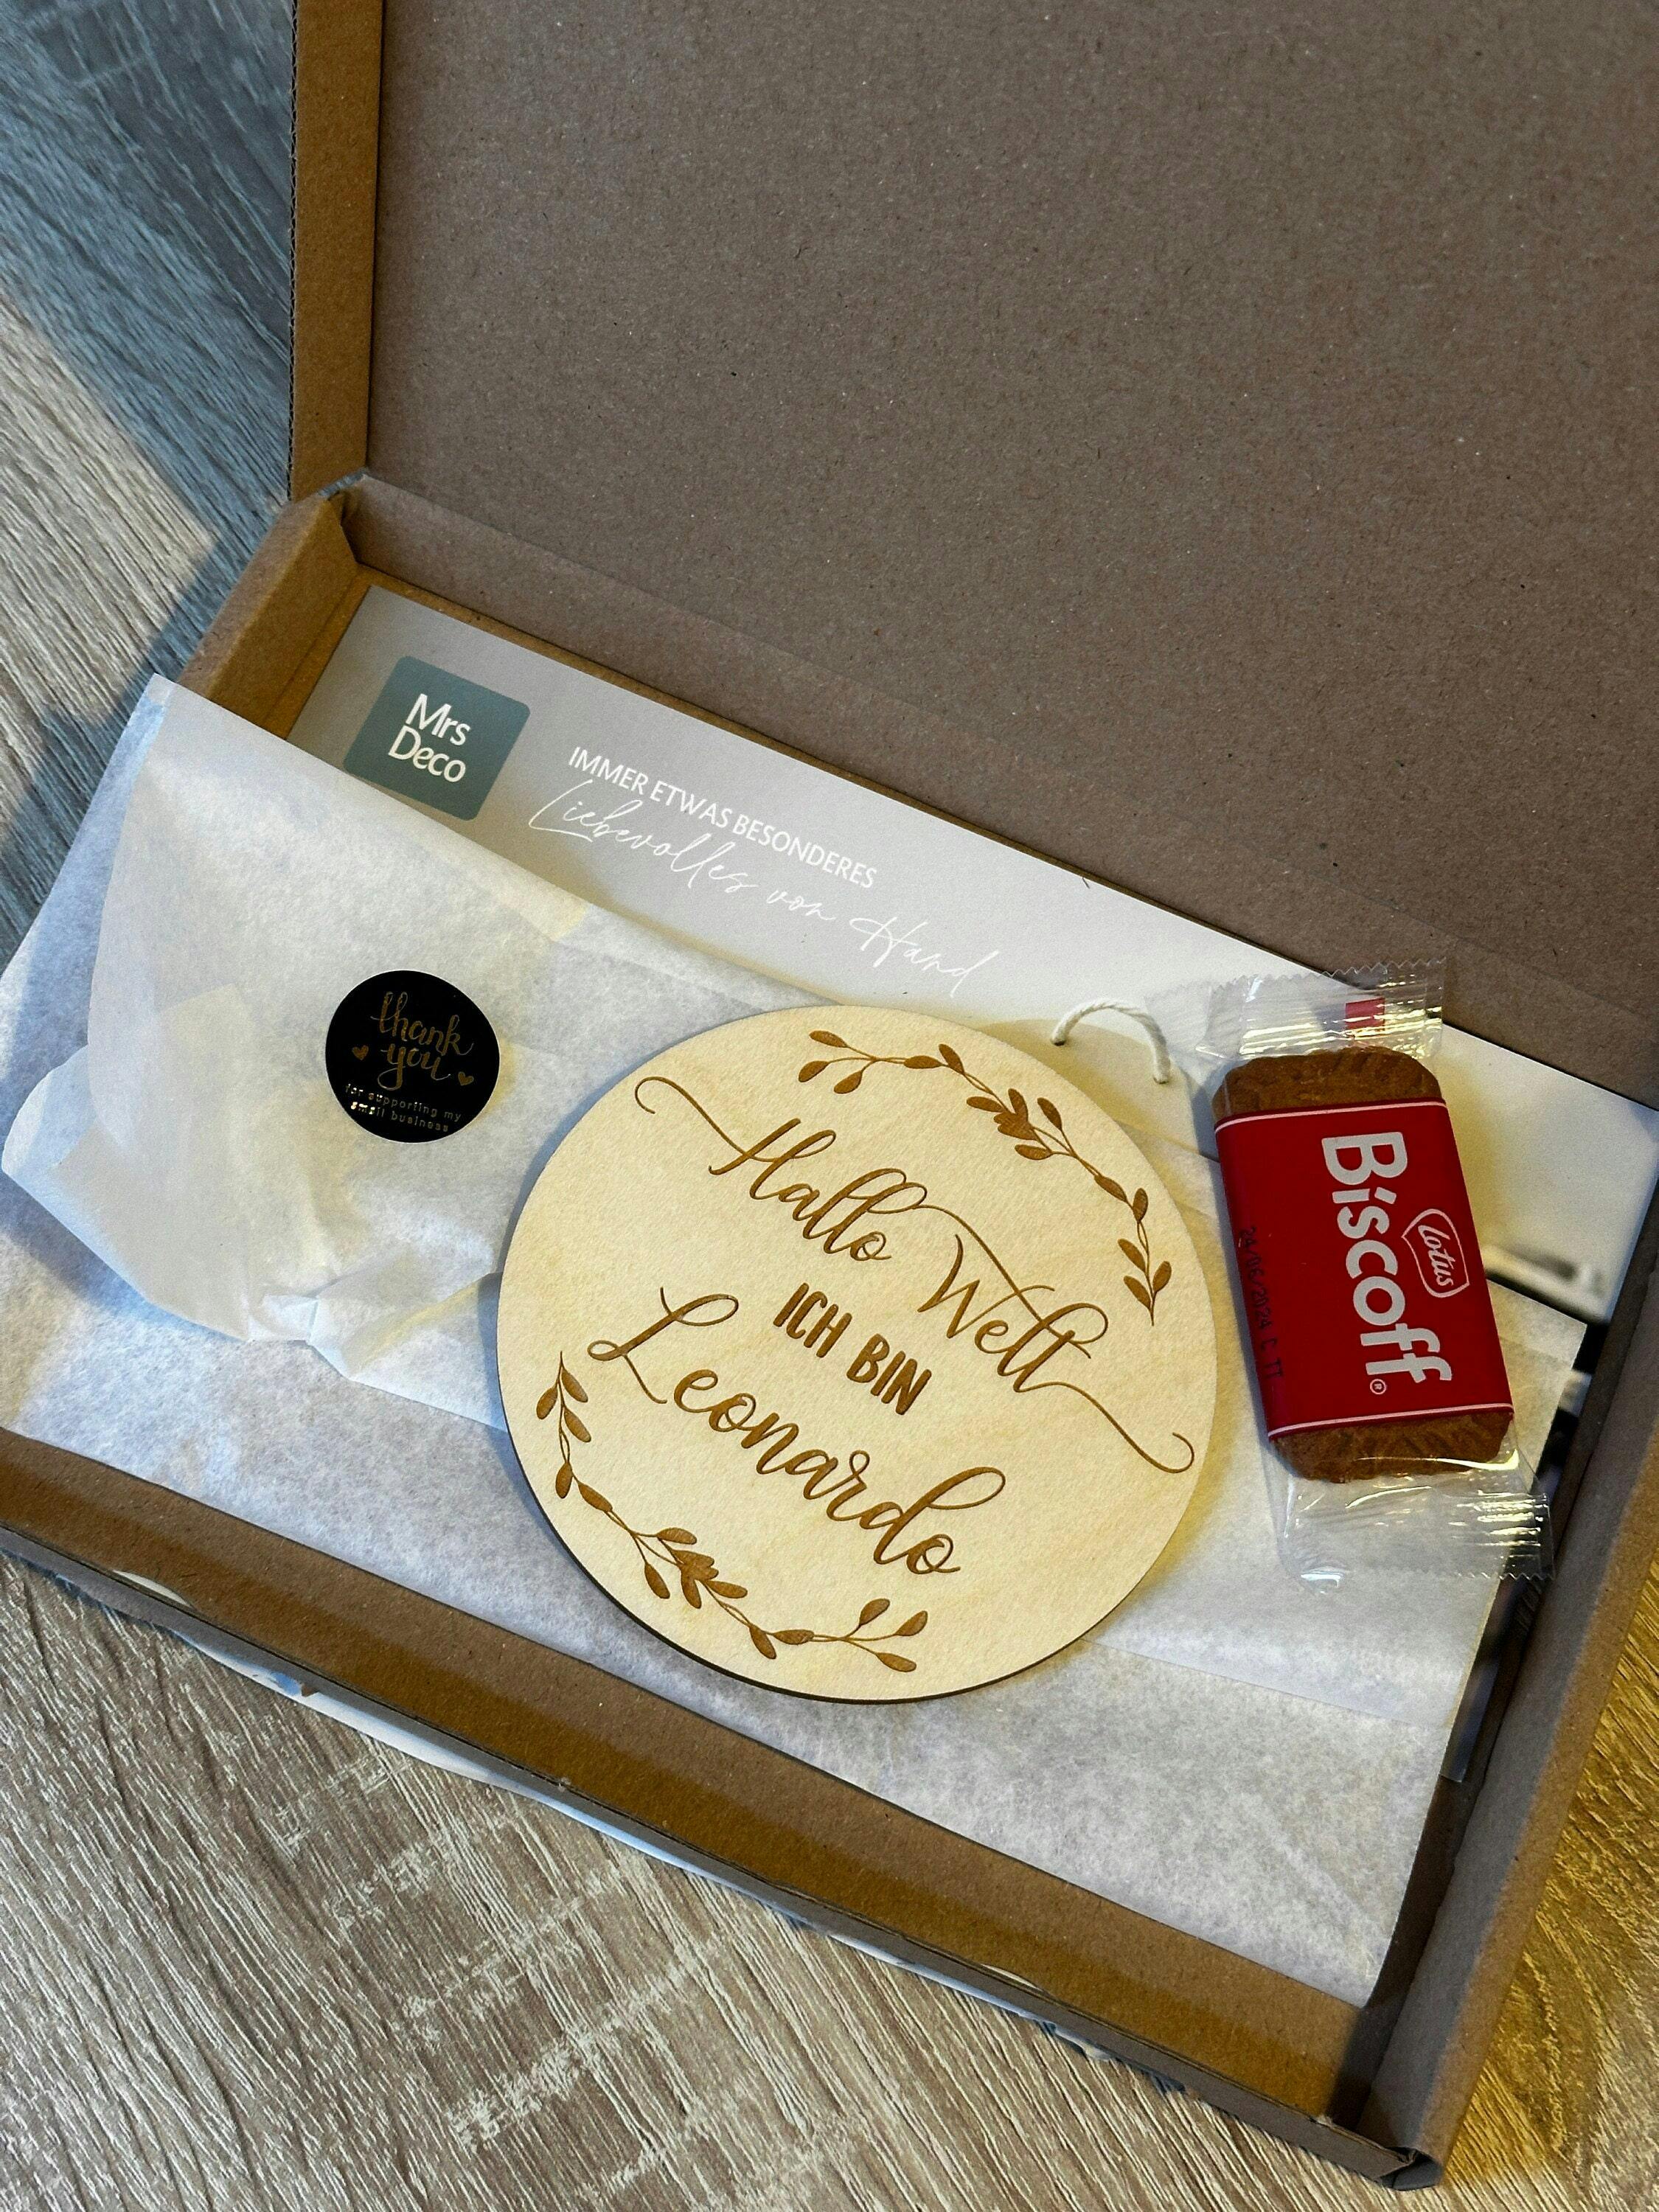 Mrs
Deco
IMMER ETWAS BESONDERES
Liebevolles von Hand
thank
you
for supporting my
small business
Hallo Welt
ICH BIN
Leonardo
lotus
Biscoff®